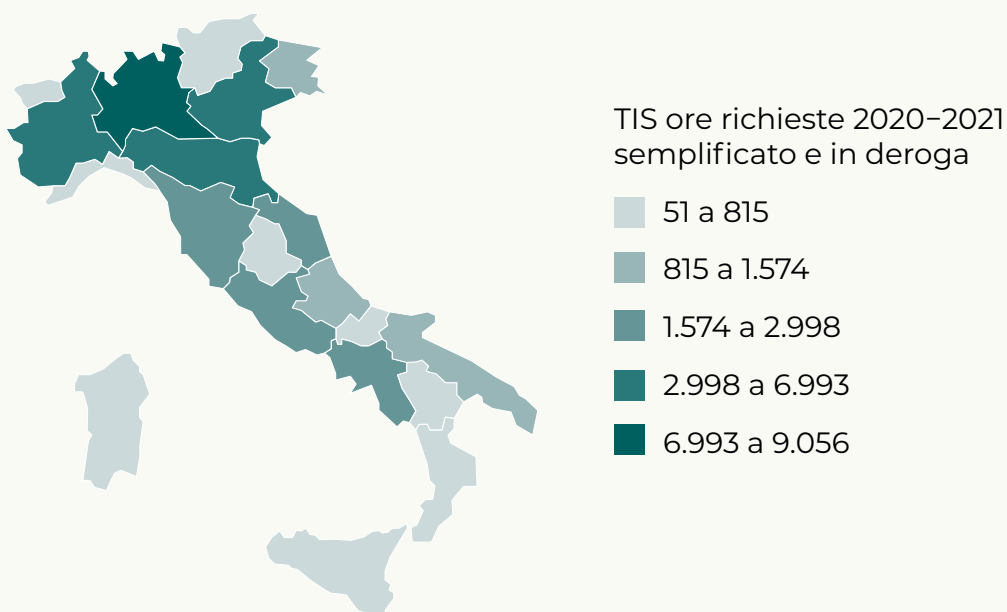 TIS ore richieste 2020–2021
semplificato e in deroga
51 a 815
815 a 1.574
1.574 a 2.998
2.998 a 6.993
6.993 a 9.056